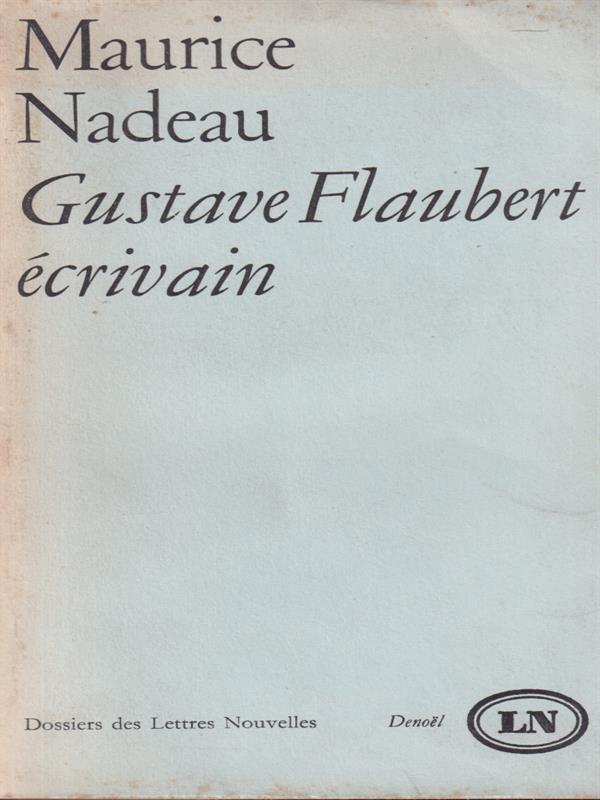 Maurice
Nadeau
Gustave Flaubert
écrivain
Dossiers des Lettres Nouvelles Denoël LN